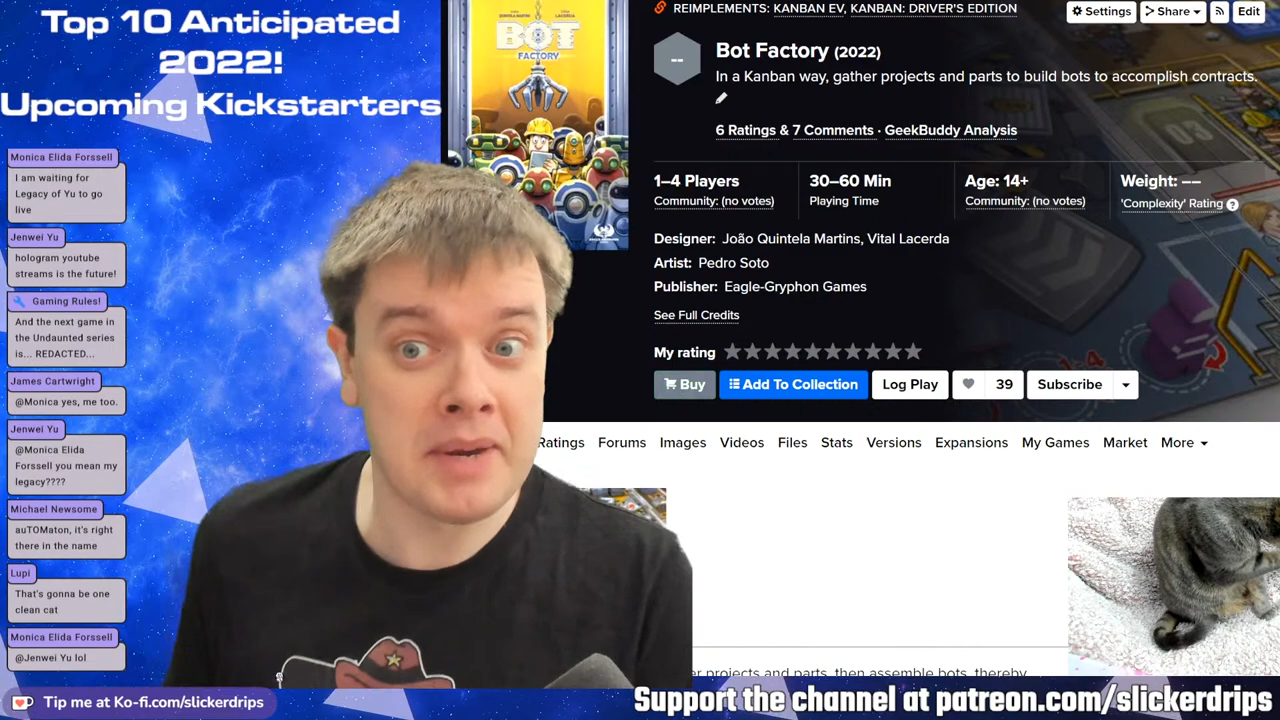 Top 10 Anticipated
2022!
Upcoming Kickstarters
Monica Elida Forssell
I am waiting for
Legacy of Yu to go
live
Jenwei Yu
hologram youtube
streams is the future!
Gaming Rules!
And the next game in
the Undaunted series
is... REDACTED...
James Cartwright
@Monica yes, me too.
Jenwei Yu
@Monica Elida
Forssell you mean my
legacy????
Michael Newsome
auTOMaton, it's right
there in the name
Lupi
That's gonna be one
clean cat
Monica Elida Forssell
@Jenwei Yu lol
Tip me at Ko-fi.com/slickerdrips
BOT
FACTORY
REIMPLEMENTS: KANBAN EV, KANBAN: DRIVER'S EDITION
Settings
Share
Edit
--
Bot Factory (2022)
In a Kanban way, gather projects and parts to build bots to accomplish contracts.
6 Ratings & 7 Comments · GeekBuddy Analysis
1–4 Players
Community: (no votes)
30–60 Min
Playing Time
Age: 14+
Community: (no votes)
Weight: --
'Complexity' Rating ?
Designer: João Quintela Martins, Vital Lacerda
Artist: Pedro Soto
Publisher: Eagle-Gryphon Games
See Full Credits
My rating
Buy
Add To Collection
Log Play
39
Subscribe
Ratings Forums Images Videos Files Stats Versions Expansions My Games Market More
projects and parts, then assemble bots, thereby
Support the channel at patreon.com/slickerdrips